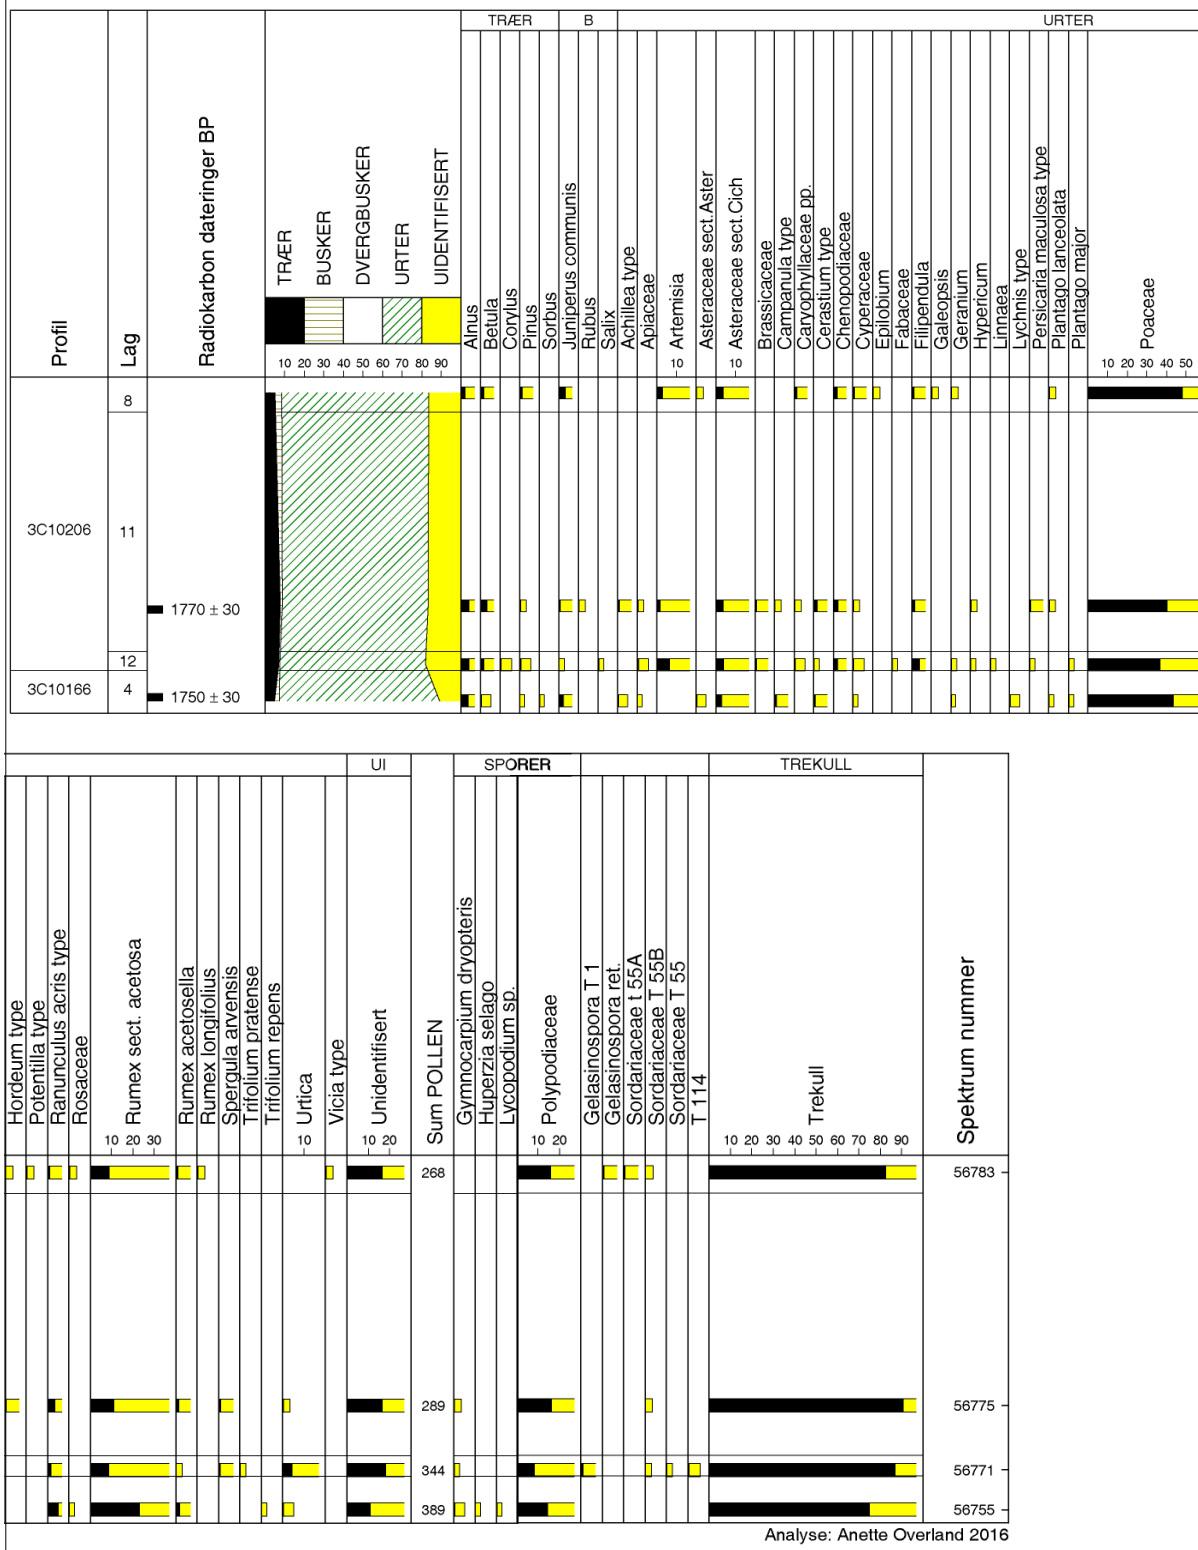 TRÆR B URTER
Profil
Lag
Radiokarbon dateringer BP
TRÆR
BUSKER
DVERGBUSKER
URTER
UIDENTIFISERT
10 20 30 40 50 60 70 80 90
Alnus
Betula
Corylus
Pinus
Sorbus
Juniperus communis
Rubus
Salix
Achillea type
Apiaceae
Artemisia
10
Asteraceae sect.Aster
Asteraceae sect.Cich
10
Brassicaceae
Campanula type
Caryophyllaceae pp.
Cerastium type
Chenopodiaceae
Cyperaceae
Epilobium
Fabaceae
Filipendula
Galeopsis
Geranium
Hypericum
Linnaea
Lychnis type
Persicaria maculosa type
Plantago lanceolata
Plantago major
Poaceae
10 20 30 40 50
8
3C10206 11
1770 ± 30
12
3C10166 4 1750 ± 30
UI SPORER TREKULL
Hordeum type
Potentilla type
Ranunculus acris type
Rosaceae
Rumex sect. acetosa
10 20 30
Rumex acetosella
Rumex longifolius
Spergula arvensis
Trifolium pratense
Trifolium repens
Urtica
10
Vicia type
Unidentifisert
10 20
Sum POLLEN
Gymnocarpium dryopteris
Huperzia selago
Lycopodium sp.
Polypodiaceae
10 20
Gelasinospora T 1
Gelasinospora ret.
Sordariaceae t 55A
Sordariaceae T 55B
Sordariaceae T 55
T 114
Trekull
10 20 30 40 50 60 70 80 90
Spektrum nummer
268 56783
289 56775
344 56771
389 56755
Analyse: Anette Overland 2016